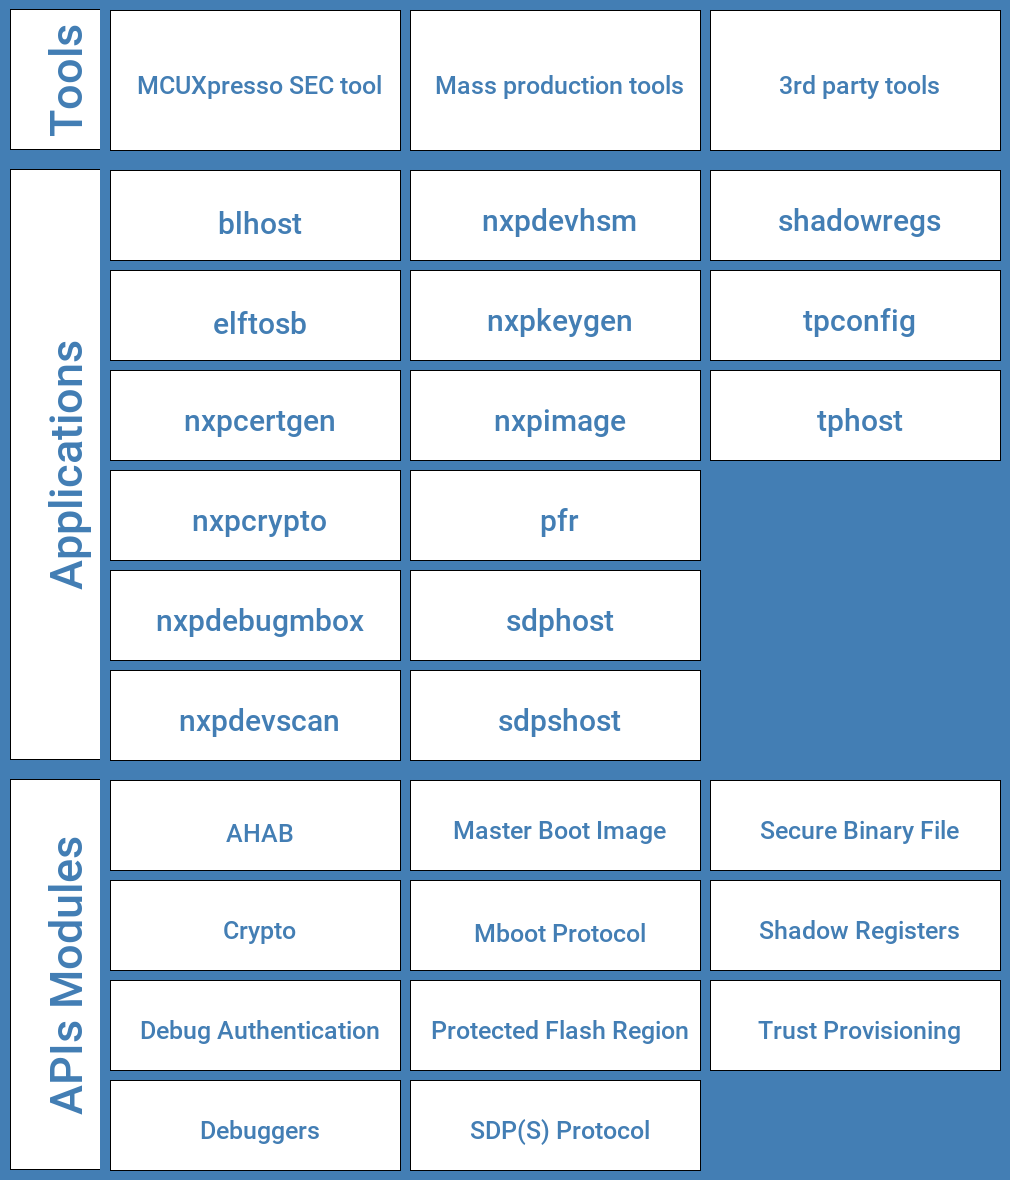 Tools
MCUXpresso SEC tool
Mass production tools
3rd party tools
Applications
blhost
nxpdevhsm
shadowregs
elftosb
nxpkeygen
tpconfig
nxpcertgen
nxpimage
tphost
nxpcrypto
pfr
nxpdebugmbox
sdphost
nxpdevscan
sdpshost
APIs Modules
AHAB
Master Boot Image
Secure Binary File
Crypto
Mboot Protocol
Shadow Registers
Debug Authentication
Protected Flash Region
Trust Provisioning
Debuggers
SDP(S) Protocol